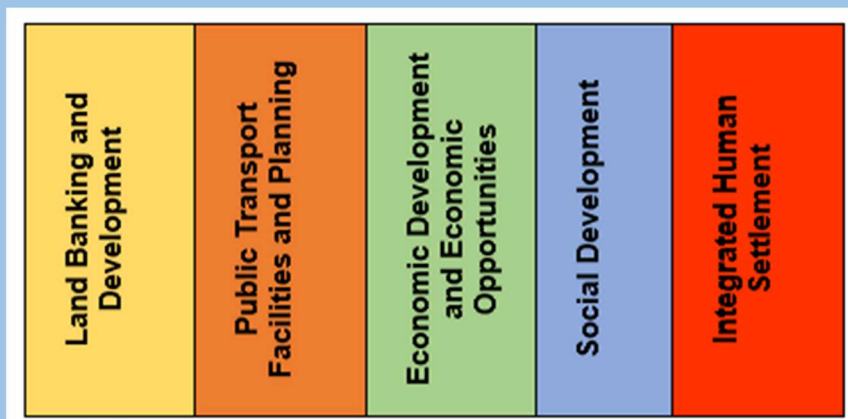 Land Banking and
Development
Public Transport
Facilities and Planning
Economic Development
and Economic
Opportunities
Social Development
Integrated Human
Settlement